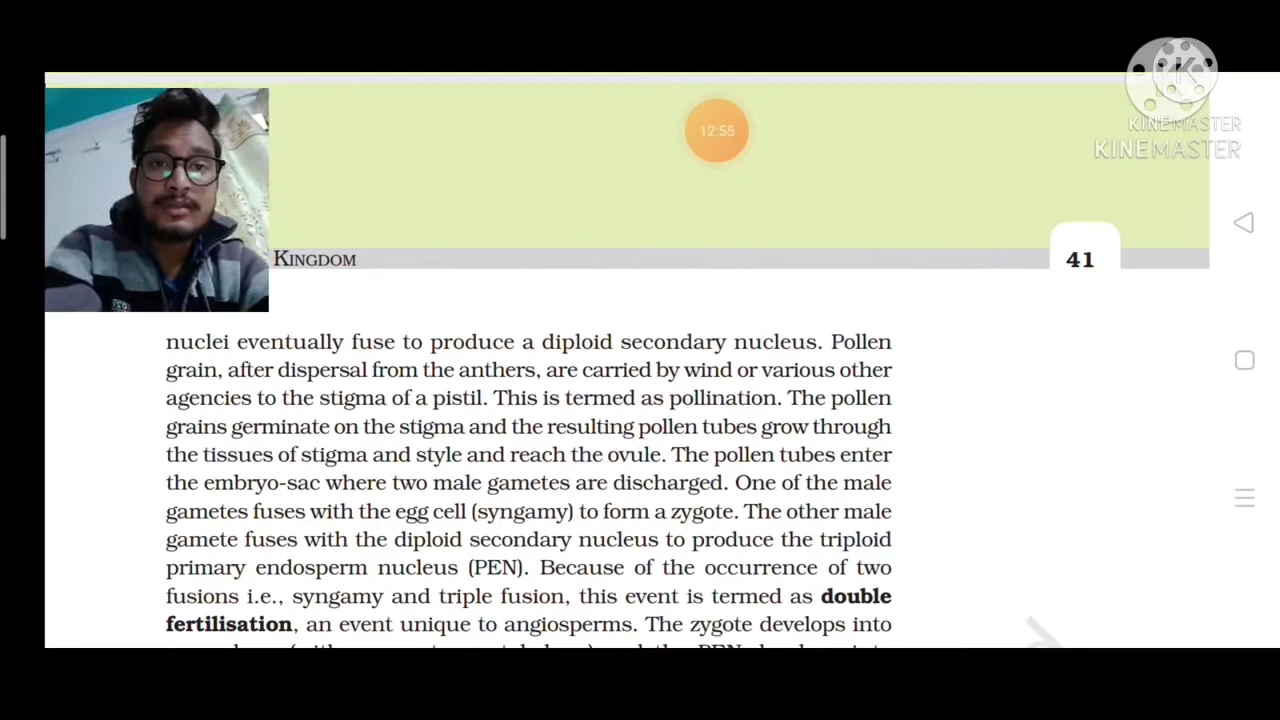 12:55
KINEMASTER
KINEMASTER
KINGDOM
41
nuclei eventually fuse to produce a diploid secondary nucleus. Pollen
grain, after dispersal from the anthers, are carried by wind or various other
agencies to the stigma of a pistil. This is termed as pollination. The pollen
grains germinate on the stigma and the resulting pollen tubes grow through
the tissues of stigma and style and reach the ovule. The pollen tubes enter
the embryo-sac where two male gametes are discharged. One of the male
gametes fuses with the egg cell (syngamy) to form a zygote. The other male
gamete fuses with the diploid secondary nucleus to produce the triploid
primary endosperm nucleus (PEN). Because of the occurrence of two
fusions i.e., syngamy and triple fusion, this event is termed as double
fertilisation, an event unique to angiosperms. The zygote develops into